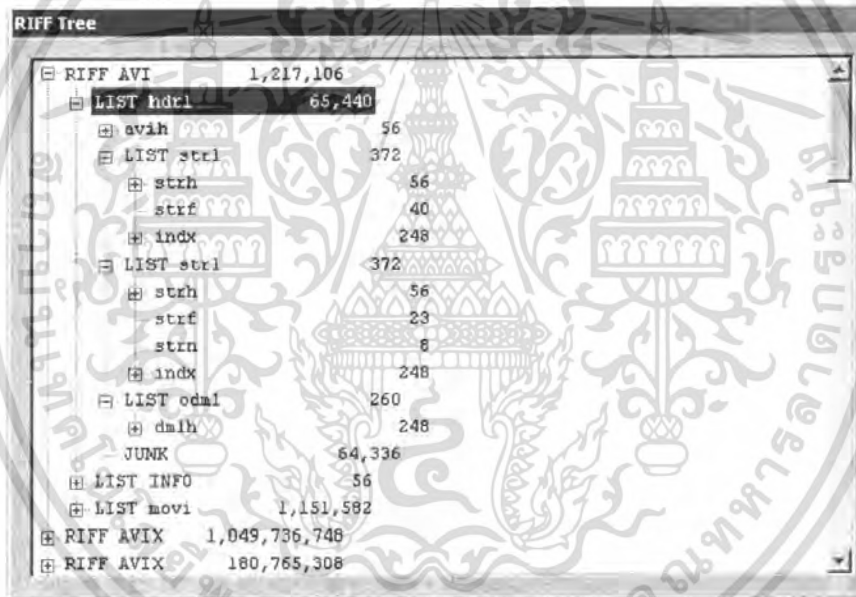 RIFF Tree
RIFF AVI 1,217,106
LIST hdrl 65,440
avih 56
LIST strl 372
strh 56
strf 40
indx 248
LIST strl 372
strh 56
strf 23
strn 8
indx 248
LIST odml 260
dmlh 248
JUNK 64,336
LIST INFO 56
LIST movi 1,151,582
RIFF AVIX 1,049,736,748
RIFF AVIX 180,765,308